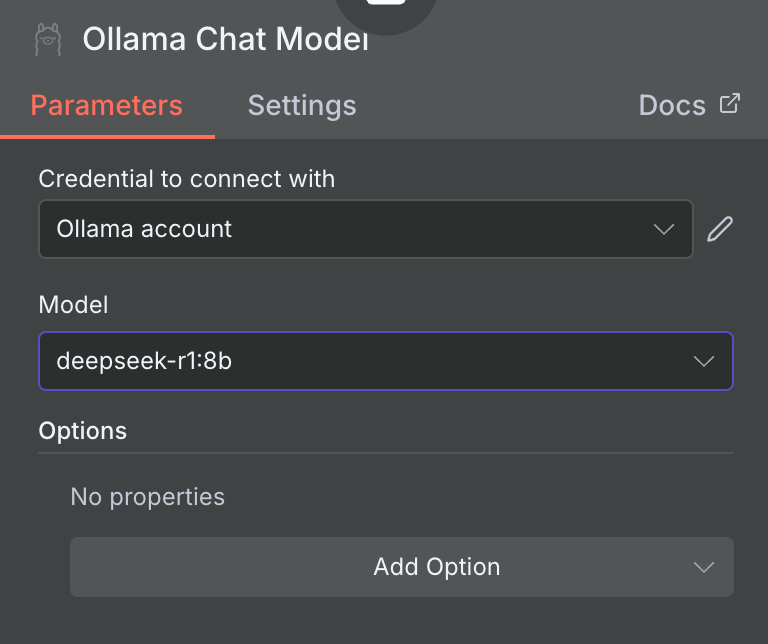 Ollama Chat Model
Parameters
Settings
Docs
Credential to connect with
Ollama account
Model
deepseek-r1:8b
Options
No properties
Add Option